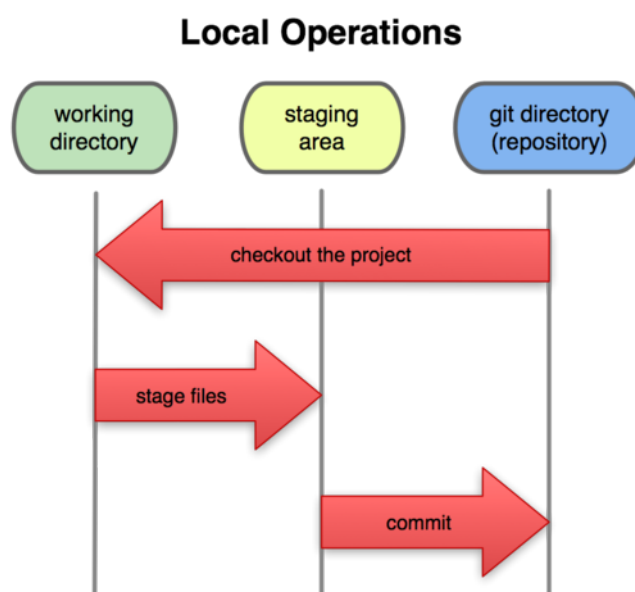 Local Operations
working
directory
staging
area
git directory
(repository)
checkout the project
stage files
commit